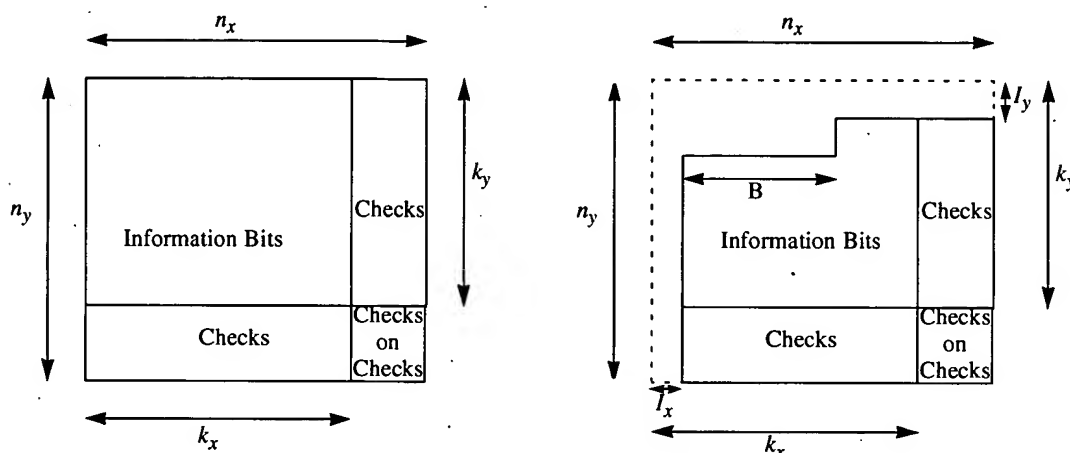 n_x
n_y
k_y
k_x
Information Bits
Checks
Checks
Checks
on
Checks
n_x
n_y
I_y
k_y
B
Information Bits
Checks
Checks
Checks
on
Checks
I_x
k_x